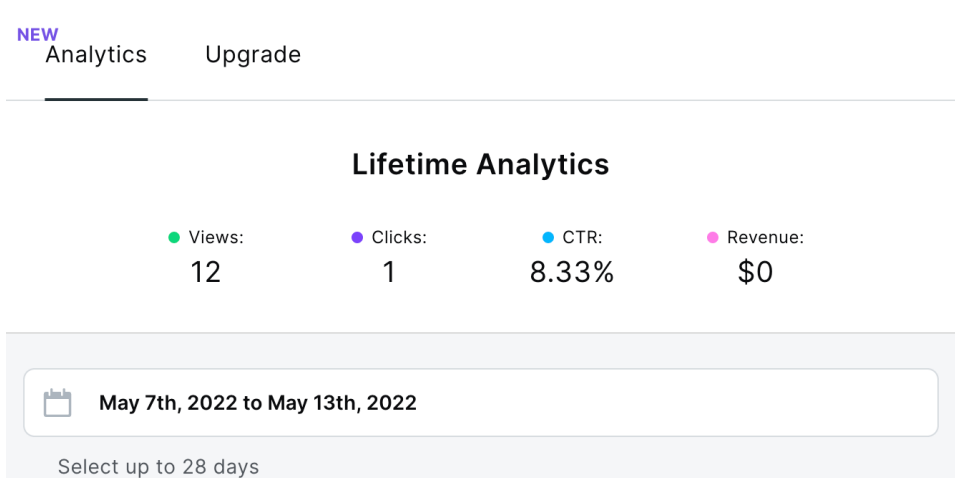 NEW
Analytics Upgrade
Lifetime Analytics
Views: Clicks: CTR: Revenue:
12 1 8.33% $0
May 7th, 2022 to May 13th, 2022
Select up to 28 days